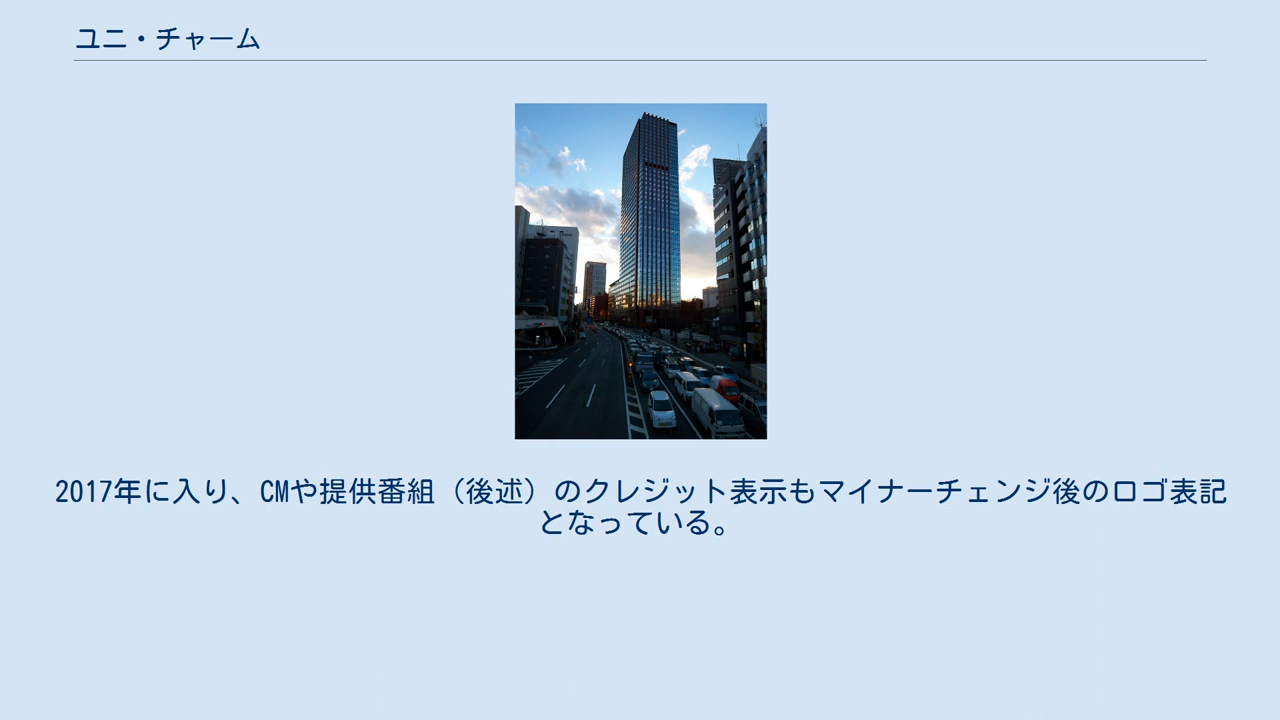 ユニ・チャーム
2017年に入り、CMや提供番組（後述）のクレジット表示もマイナーチェンジ後のロゴ表記
となっている。